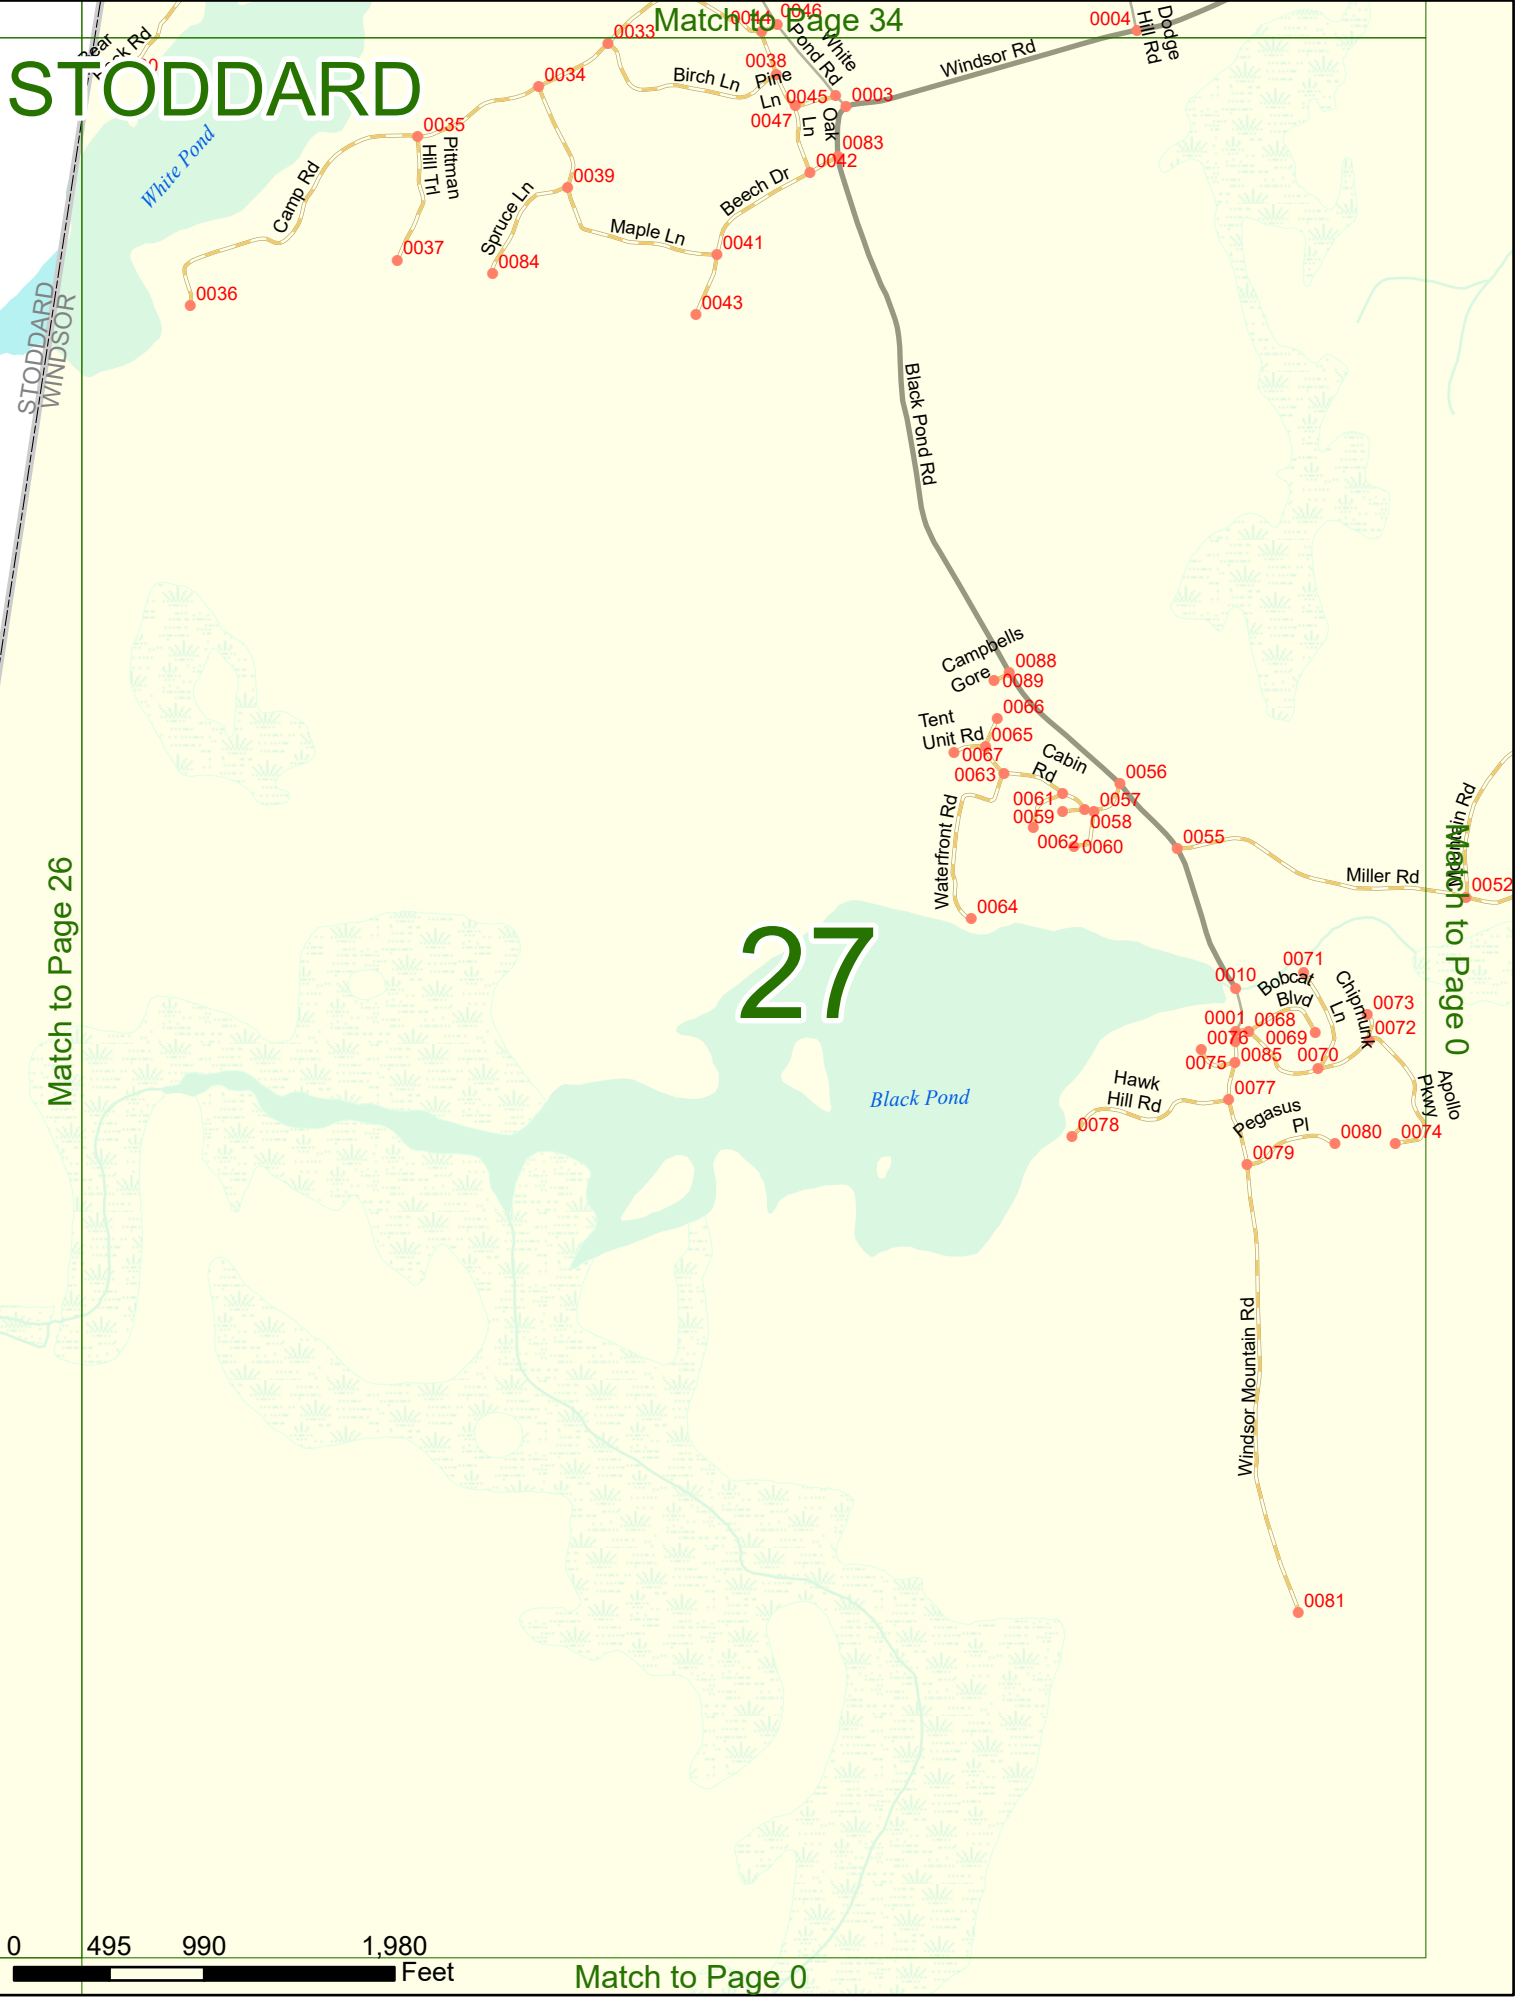 Match to Page 34
0046
0044
0004
Dodge
Hill Rd
0033
Bear
Rd
STODDARD
White
Pond Rd
Windsor Rd
0038
0034
Birch Ln
Pine
Ln
0045
0003
0047
Ln
Oak
0035
Pittman
Hill Trl
White Pond
0083
0042
Camp Rd
0039
Beech Dr
Spruce Ln
Maple Ln
0041
0037
0084
0036
0043
STODDARD
WINDSOR
Black Pond Rd
Campbells
Gore
0088
0089
0066
Tent
Unit Rd
0065
0067
Cabin
Rd
0063
0056
0061
0057
0059
0058
0062
0060
Waterfront Rd
0055
Miller Rd
0052
0064
Match to Page 26
27
Match to Page 0
0010
0071
Bobcat
Blvd
Chipmunk
Ln
0073
0001
0068
0072
0076
0069
0075
0085
0070
Black Pond
Hawk
Hill Rd
0077
Apollo
Pkwy
0078
Pegasus
Pl
0080
0074
0079
Windsor Mountain Rd
0081
0
495
990
1,980
Feet
Match to Page 0